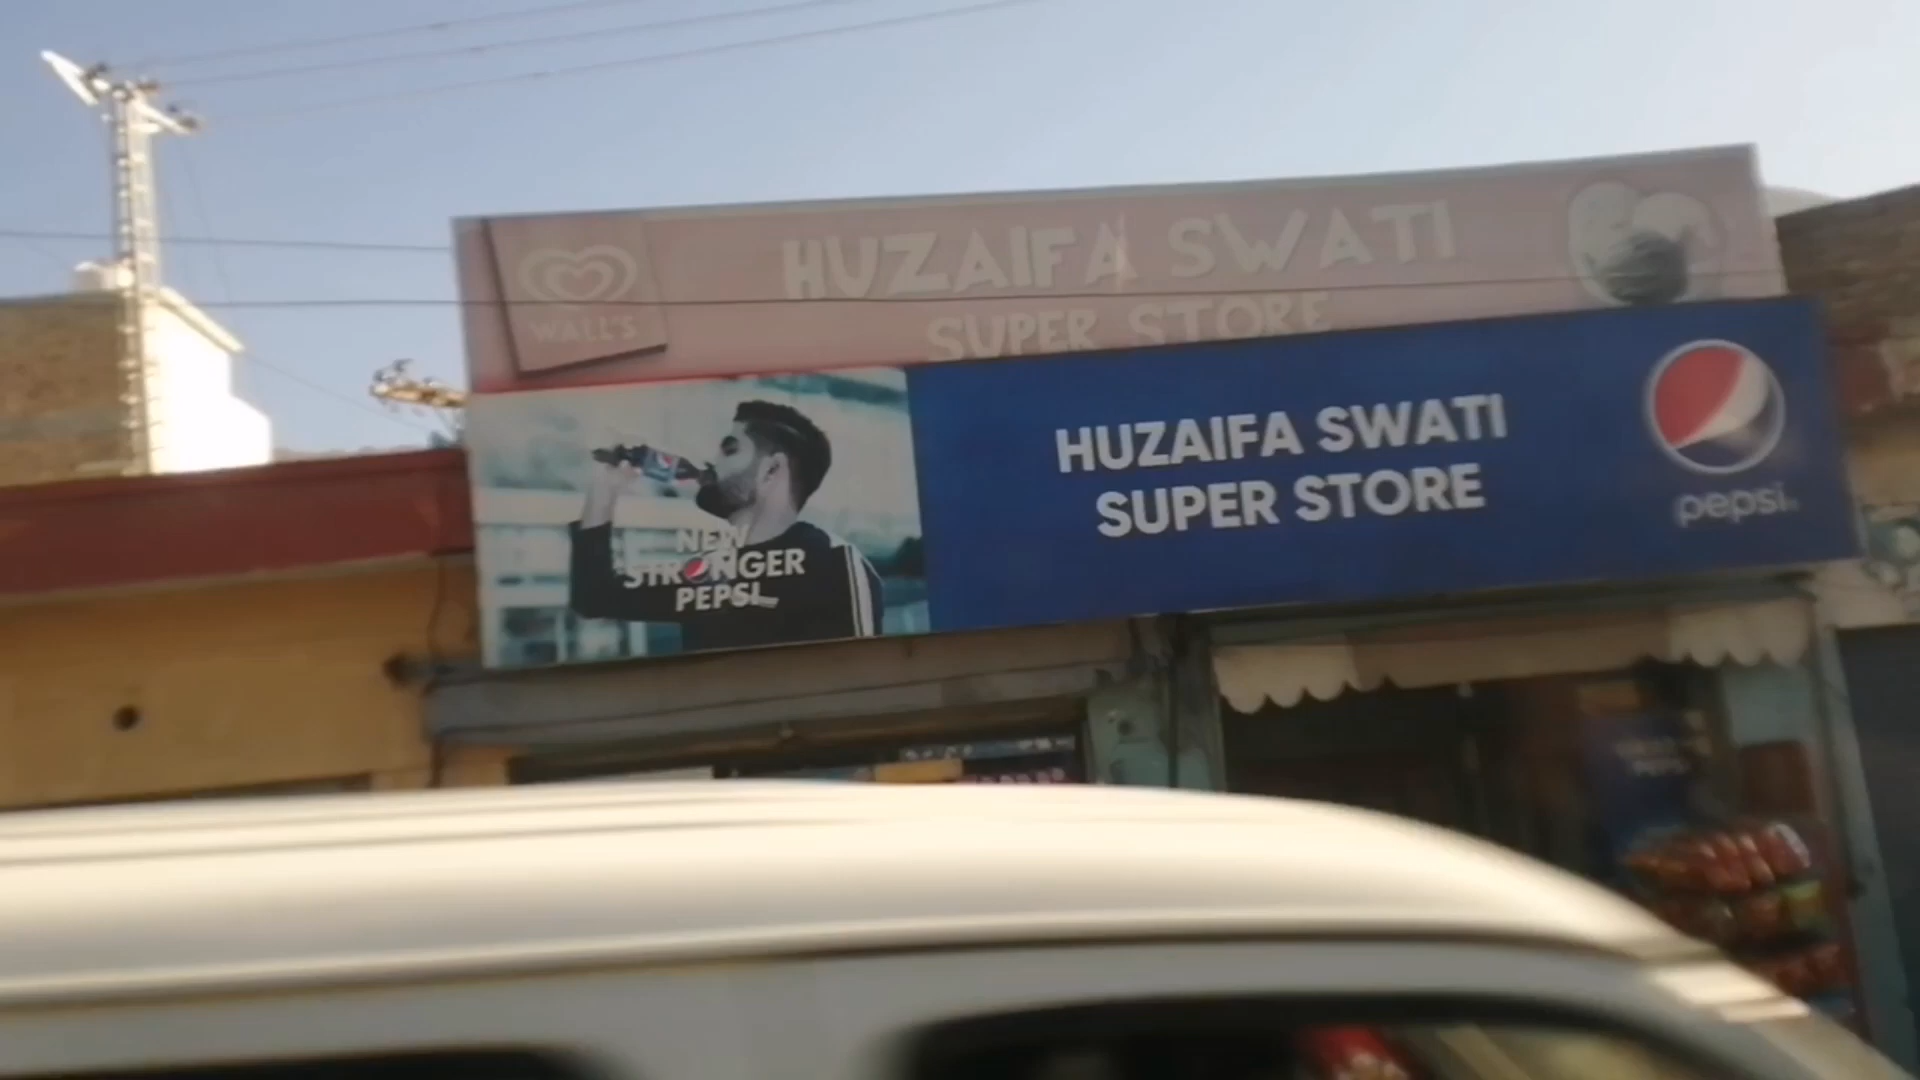 WALL'S
HUZAIFA SWATI
SUPER STORE
NEW
STRONGER
PEPSI
HUZAIFA SWATI
SUPER STORE
pepsi